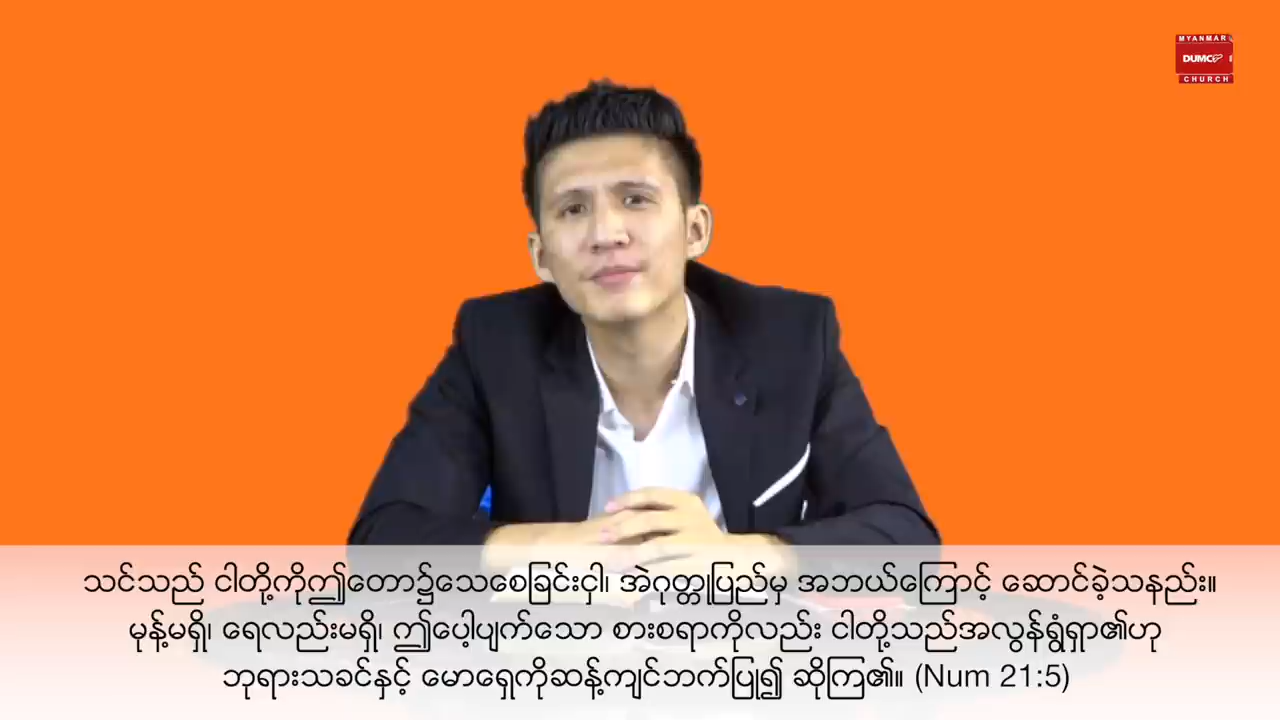 MYANMAR
DUMC
CHURCH
သင်သည် ငါတို့ကိုဤတော၌သေစေခြင်းငှါ၊ အဲဂုတ္တုပြည်မှ အဘယ်ကြောင့် ဆောင်ခဲ့သနည်း။
မုန့်မရှိ၊ ရေလည်းမရှိ၊ ဤပေါ့ပျက်သော စားစရာကိုလည်း ငါတို့သည်အလွန်ရွံရှာ၏ဟု
ဘုရားသခင်နှင့် မောရှေကိုဆန့်ကျင်ဘက်ပြု၍ ဆိုကြ၏။ (Num 21:5)